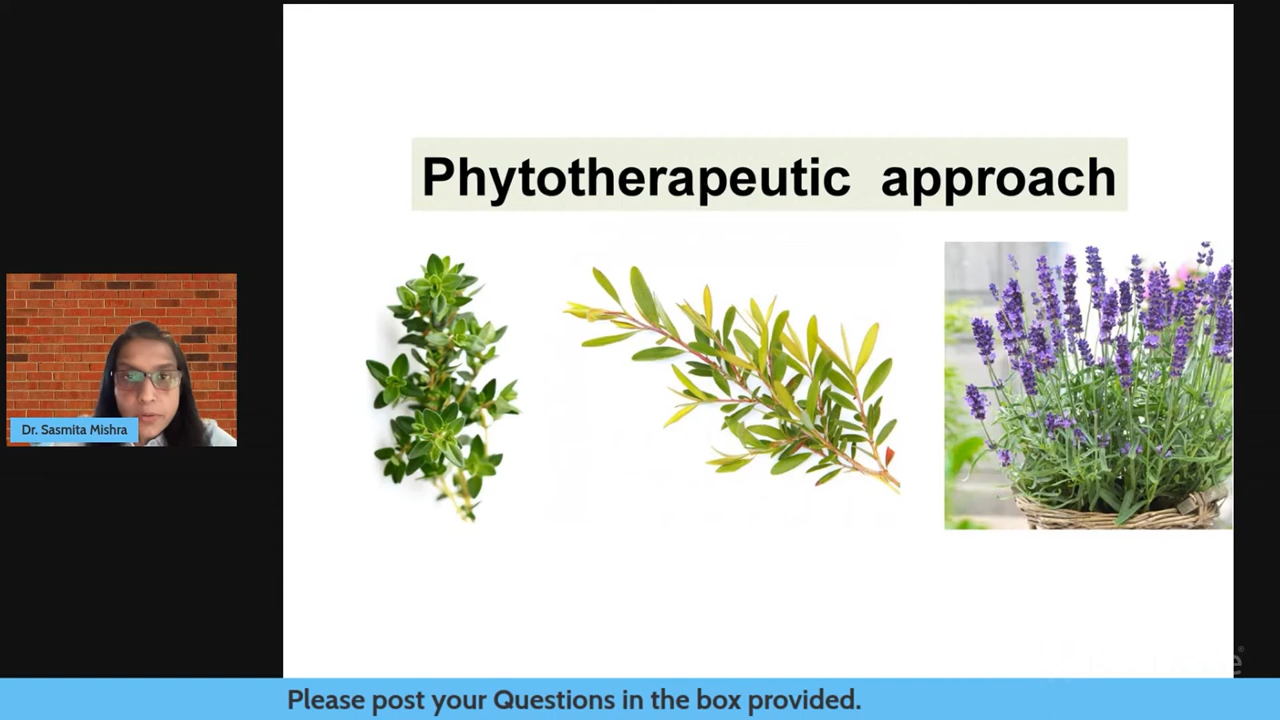 Phytotherapeutic approach
Dr. Sasmita Mishra
Please post your Questions in the box provided.